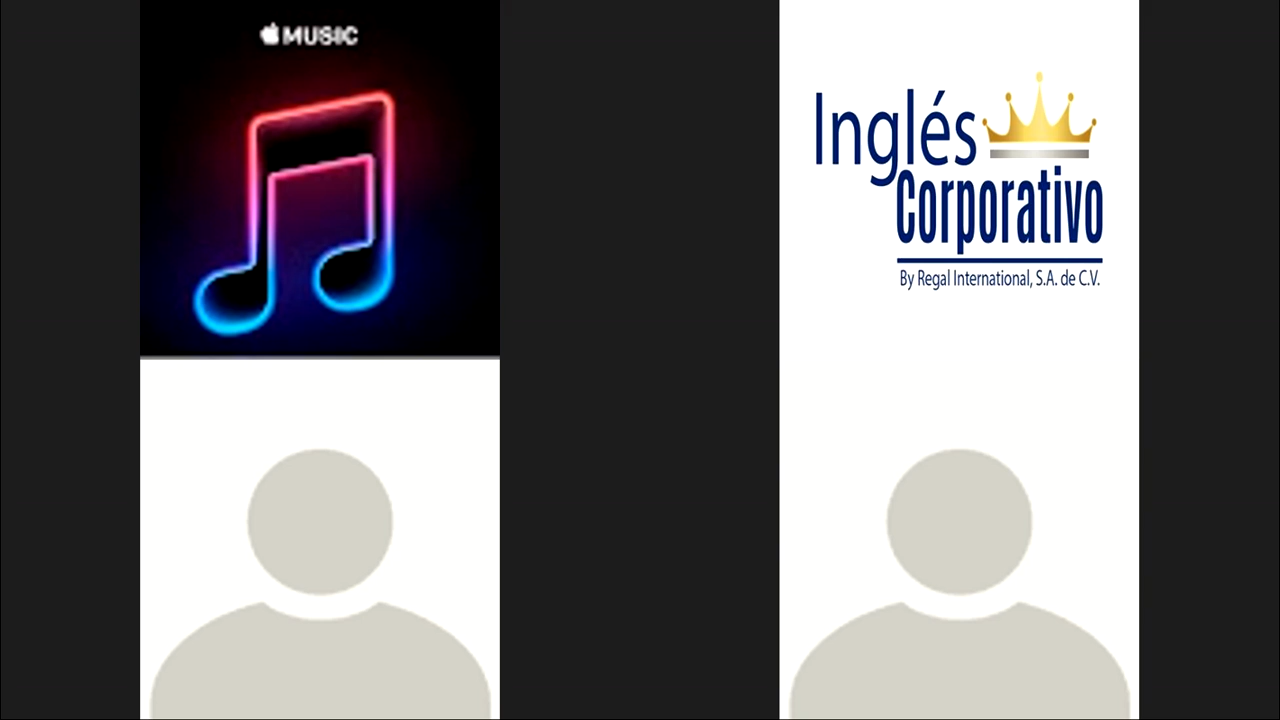 MUSIC
Inglés
Corporativo
By Regal International, S.A. de C.V.